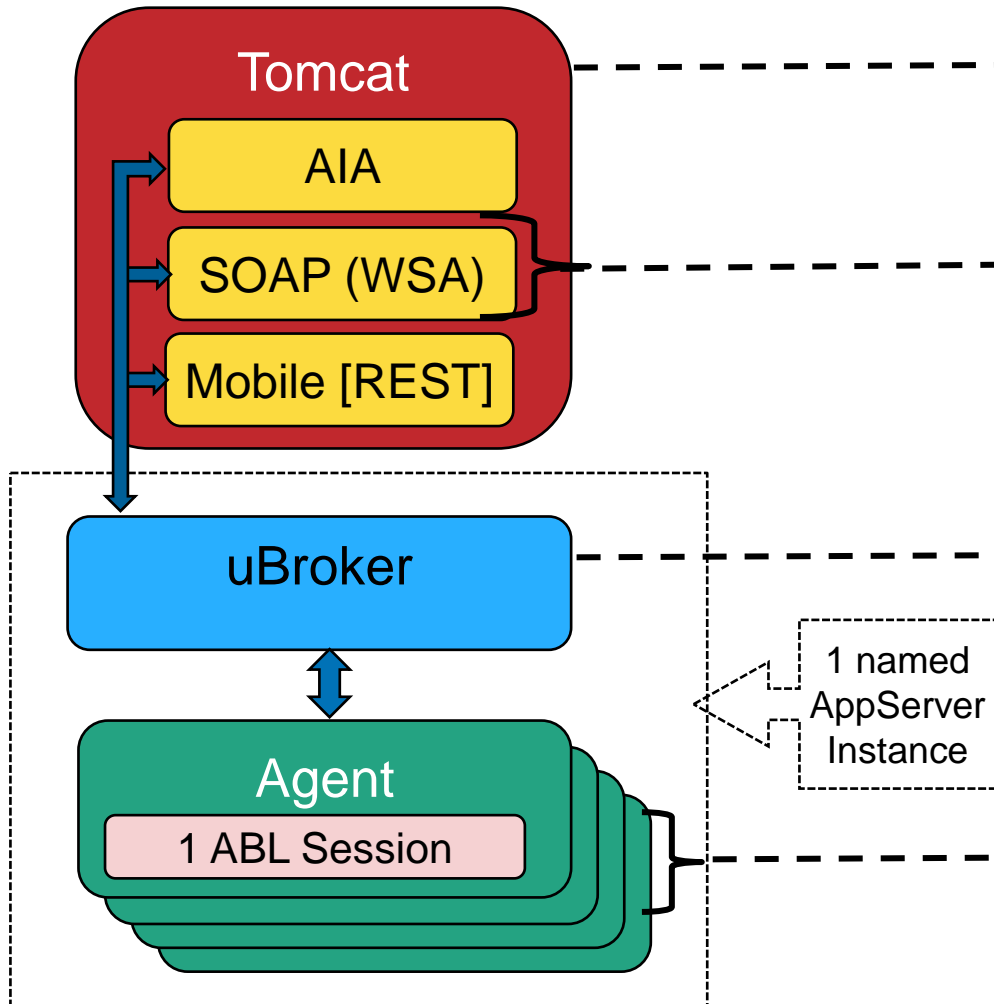 Tomcat
AIA
SOAP (WSA)
Mobile [REST]
uBroker
1 named
AppServer
Instance
Agent
1 ABL Session